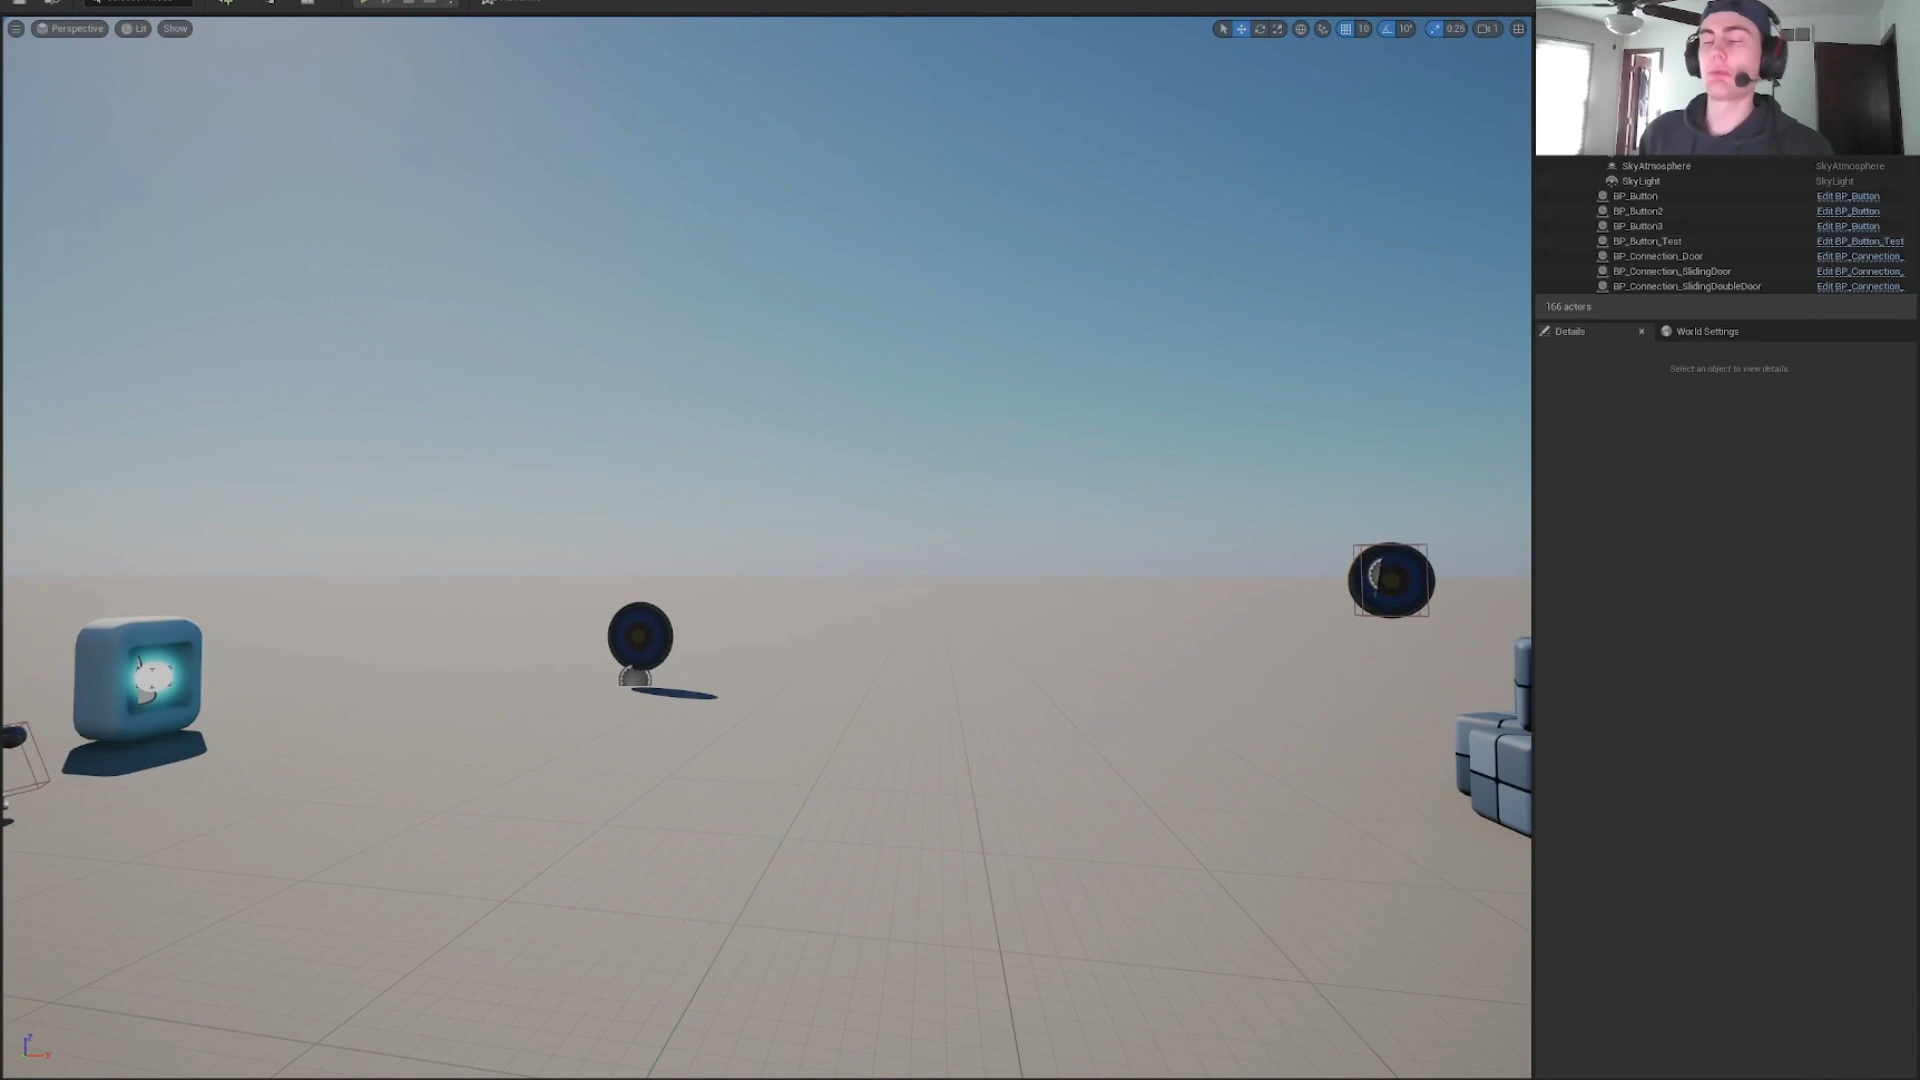 Perspective
Lit
Show
10
10°
0.25
1
SkyAtmosphere SkyAtmosphere
SkyLight SkyLight
BP_Button Edit BP_Button
BP_Button2 Edit BP_Button
BP_Button3 Edit BP_Button
BP_Button_Test Edit BP_Button_Test
BP_Connection_Door Edit BP_Connection_
BP_Connection_SlidingDoor Edit BP_Connection_
BP_Connection_SlidingDoubleDoor Edit BP_Connection_
166 actors
Details
World Settings
Select an object to view details.
Z
X